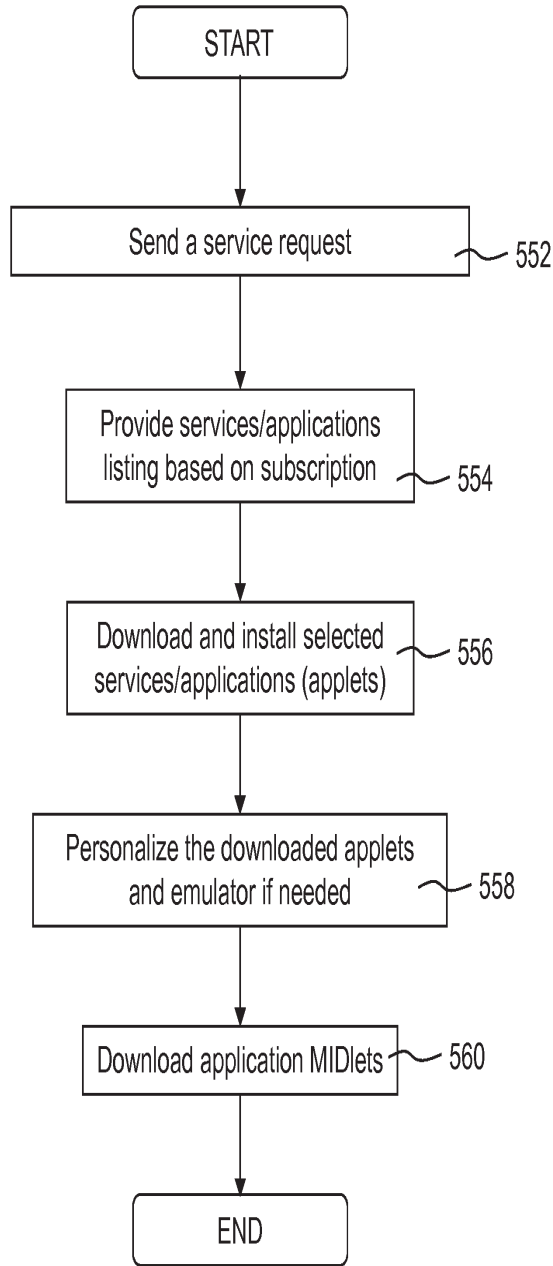 START
Send a service request
552
Provide services/applications
listing based on subscription
554
Download and install selected
services/applications (applets)
556
Personalize the downloaded applets
and emulator if needed
558
Download application MIDlets
560
END